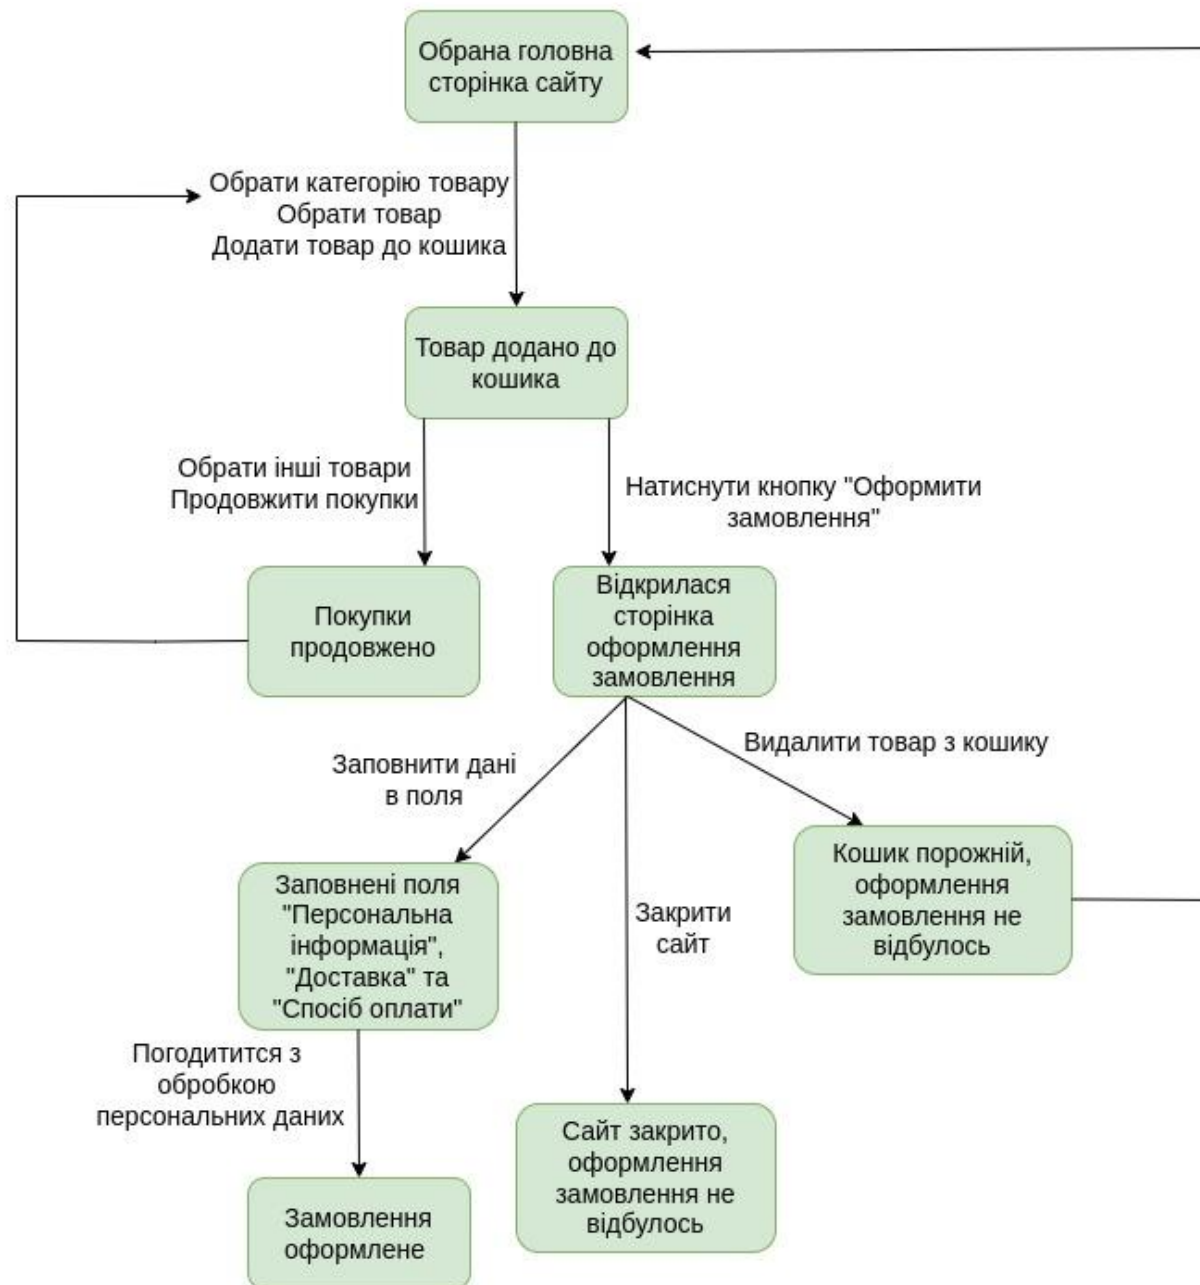 Обрана головна
сторінка сайту
Обрати категорію товару
Обрати товар
Додати товар до кошика
Товар додано до
кошика
Обрати інші товари
Продовжити покупки
Натиснути кнопку "Оформити
замовлення"
Покупки
продовжено
Відкрилася
сторінка
оформлення
замовлення
Заповнити дані
в поля
Видалити товар з кошику
Заповнені поля
"Персональна
інформація",
"Доставка" та
"Спосіб оплати"
Закрити
сайт
Кошик порожній,
оформлення
замовлення не
відбулось
Погодитится з
обробкою
персональних даних
Сайт закрито,
оформлення
замовлення не
відбулось
Замовлення
оформлене